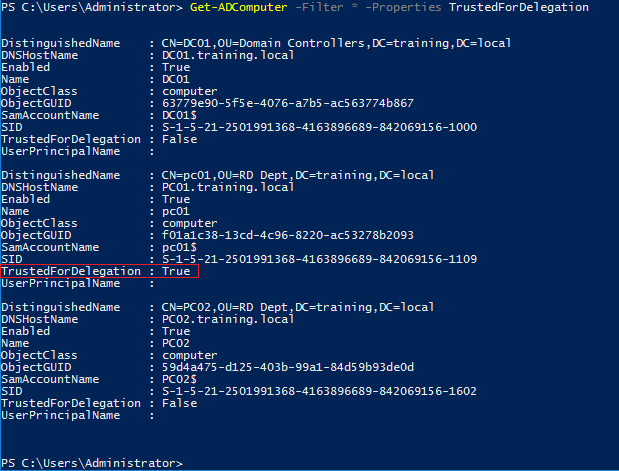 PS C:\Users\Administrator> Get-ADComputer -Filter * -Properties TrustedForDelegation
DistinguishedName : CN=DC01,OU=Domain Controllers,DC=training,DC=local
DNSHostName : DC01.training.local
Enabled : True
Name : DC01
ObjectClass : computer
ObjectGUID : 63779e90-5f5e-4076-a7b5-ac563774b867
SamAccountName : DC01$
SID : S-1-5-21-2501991368-4163896689-842069156-1000
TrustedForDelegation : False
UserPrincipalName :
DistinguishedName : CN=pc01,OU=RD Dept,DC=training,DC=local
DNSHostName : PC01.training.local
Enabled : True
Name : pc01
ObjectClass : computer
ObjectGUID : f01a1c38-13cd-4c96-8220-ac53278b2093
SamAccountName : pc01$
SID : S-1-5-21-2501991368-4163896689-842069156-1109
TrustedForDelegation : True
UserPrincipalName :
DistinguishedName : CN=PC02,OU=RD Dept,DC=training,DC=local
DNSHostName : PC02.training.local
Enabled : True
Name : PC02
ObjectClass : computer
ObjectGUID : 59d4a475-d125-403b-99a1-84d59b93de0d
SamAccountName : PC02$
SID : S-1-5-21-2501991368-4163896689-842069156-1602
TrustedForDelegation : False
UserPrincipalName :
PS C:\Users\Administrator>